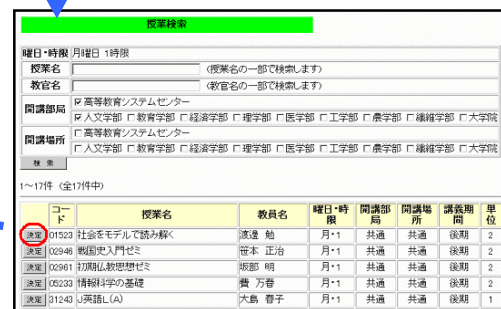 授業検索
曜日・時限 月曜日 1時限
授業名 (授業名の一部で検索します)
教官名 (教官名の一部で検索します)
開講部局 高等教育システムセンター
人文学部 教育学部 経済学部 理学部 医学部 工学部 農学部 繊維学部 大学院
開講場所 高等教育システムセンター
人文学部 教育学部 経済学部 理学部 医学部 工学部 農学部 繊維学部 大学院
検 索
1~17件 (全17件中)
コード 授業名 教員名 曜日・時限 開講部局 開講場所 講義期間 単位
決定 01523 社会をモデルで読み解く 渡邉 勉 月・1 共通 共通 後期 2
決定 02946 戦国史入門ゼミ 笹本 正治 月・1 共通 共通 後期 2
決定 02961 初期仏教思想ゼミ 坂部 明 月・1 共通 共通 後期 2
決定 05233 情報科学の基礎 費 万春 月・1 共通 共通 後期 2
決定 31243 J英語L(A) 大島 春子 月・1 共通 共通 後期 1